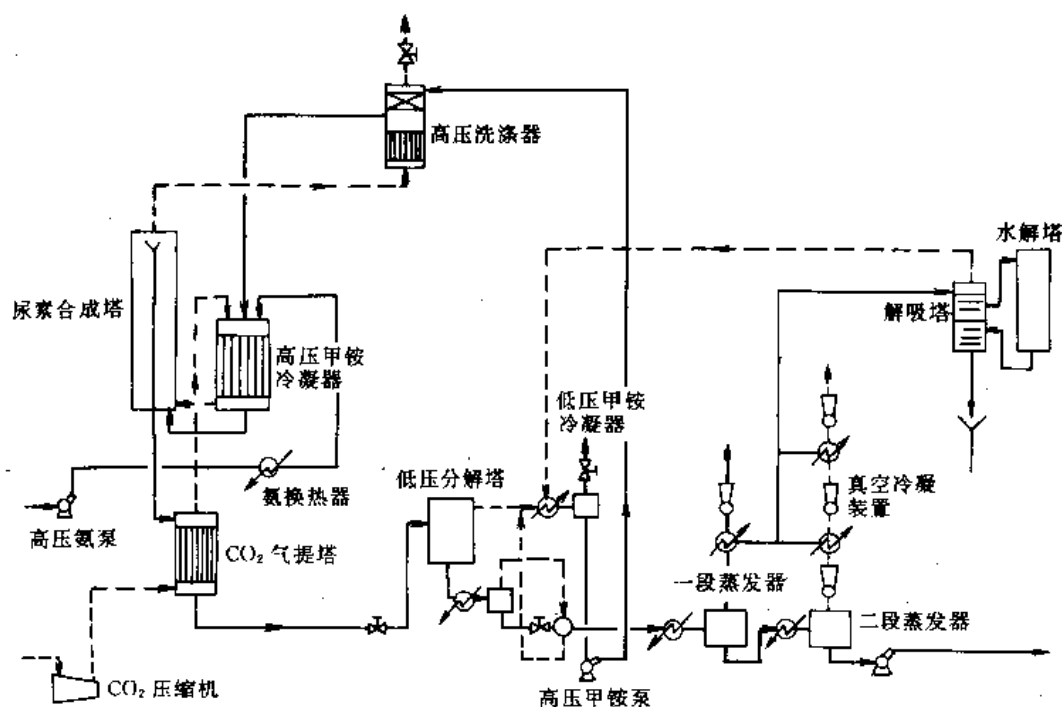 高压洗涤器
水解塔
尿素合成塔
解吸塔
高压甲铵
冷凝器
低压甲铵
冷凝器
氨换热器
低压分解塔
真空冷凝
装置
高压氨泵
CO₂ 气提塔
一段蒸发器
二段蒸发器
CO₂ 压缩机
高压甲铵泵